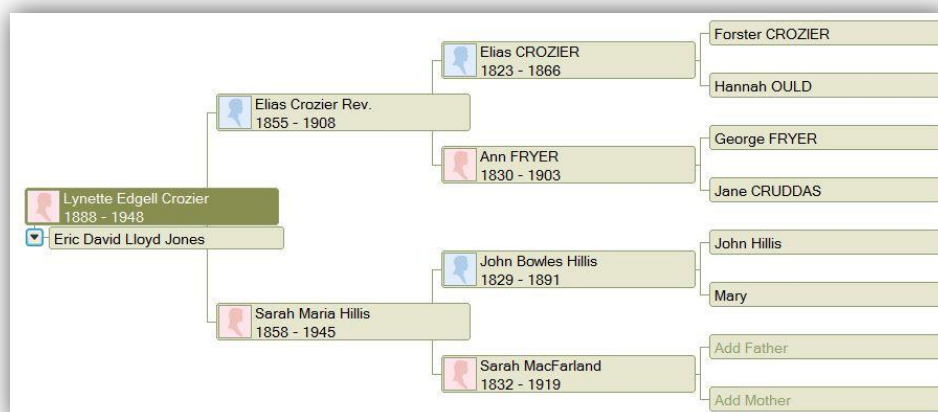 Forster CROZIER
Elias CROZIER
1823 - 1866
Hannah OULD
Elias Crozier Rev.
1855 - 1908
George FRYER
Ann FRYER
1830 - 1903
Jane CRUDDAS
Lynette Edgell Crozier
1888 - 1948
Eric David Lloyd Jones
John Hillis
John Bowles Hillis
1829 - 1891
Mary
Sarah Maria Hillis
1858 - 1945
Add Father
Sarah MacFarland
1832 - 1919
Add Mother